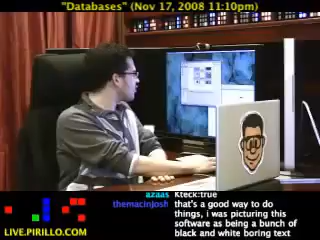 "Databases" (Nov 17, 2008 11:10pm)
azaas Kteck:true
themacinjosh that's a good way to do
things, i was picturing this
software as being a bunch of
black and white boring text
LIVE.PIRILLO.COM